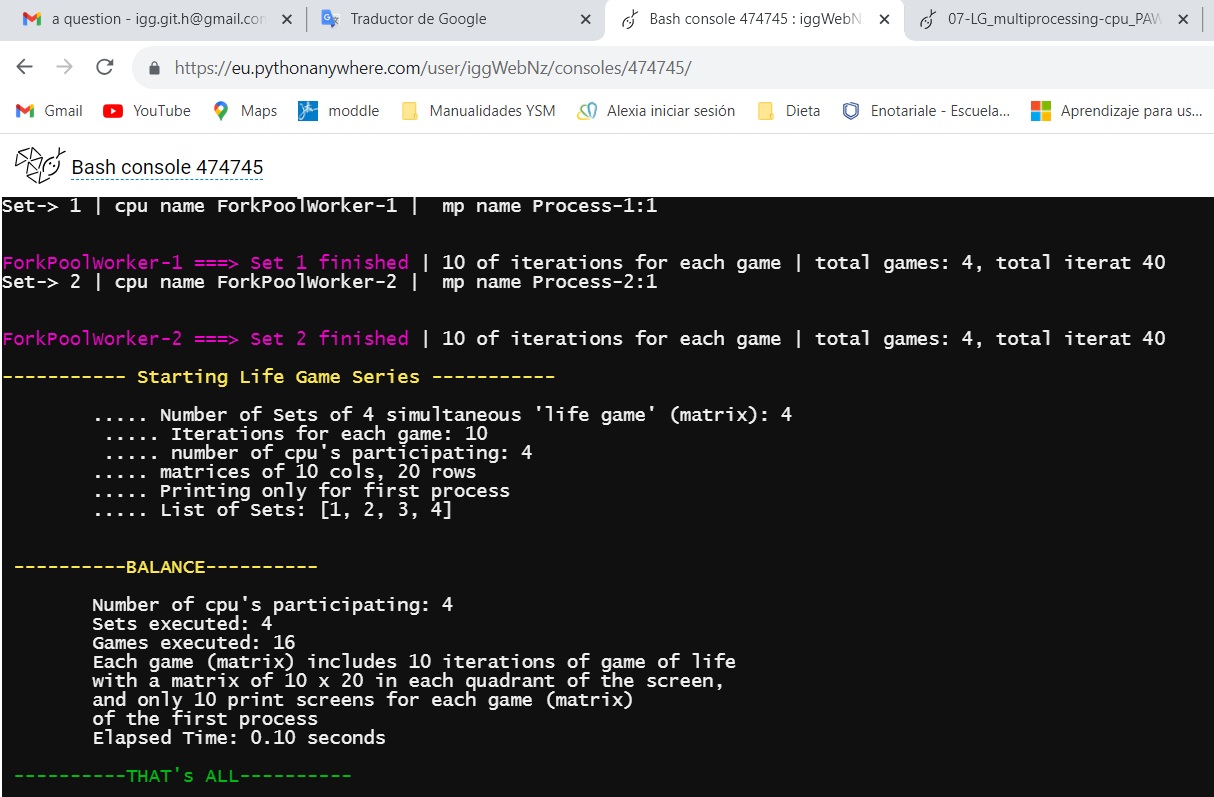 a question - igg.git.h@gmail.con
Traductor de Google
Bash console 474745 : iggWebN
07-LG_multiprocessing-cpu_PAW
https://eu.pythonanywhere.com/user/iggWebNz/consoles/474745/
Gmail YouTube Maps moddle Manualidades YSM Alexia iniciar sesión Dieta Enotariale - Escuela... Aprendizaje para us...
Bash console 474745
Set-> 1 | cpu name ForkPoolWorker-1 |  mp name Process-1:1
ForkPoolWorker-1 ===> Set 1 finished | 10 of iterations for each game | total games: 4, total iterat 40
Set-> 2 | cpu name ForkPoolWorker-2 |  mp name Process-2:1
ForkPoolWorker-2 ===> Set 2 finished | 10 of iterations for each game | total games: 4, total iterat 40
----------- Starting Life Game Series -----------
..... Number of Sets of 4 simultaneous 'life game' (matrix): 4
..... Iterations for each game: 10
..... number of cpu's participating: 4
..... matrices of 10 cols, 20 rows
..... Printing only for first process
..... List of Sets: [1, 2, 3, 4]
----------BALANCE----------
Number of cpu's participating: 4
Sets executed: 4
Games executed: 16
Each game (matrix) includes 10 iterations of game of life
with a matrix of 10 x 20 in each quadrant of the screen,
and only 10 print screens for each game (matrix)
of the first process
Elapsed Time: 0.10 seconds
----------THAT's ALL----------